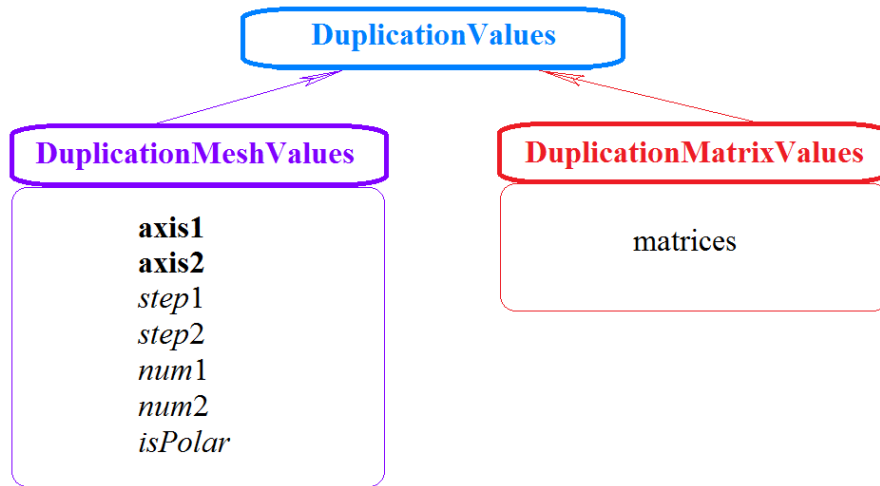 DuplicationValues
DuplicationMeshValues
axis1
axis2
step1
step2
num1
num2
isPolar
DuplicationMatrixValues
matrices